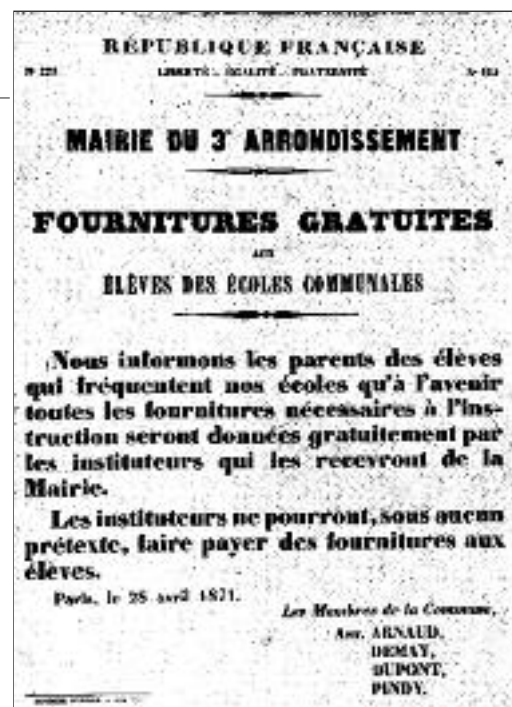 RÉPUBLIQUE FRANÇAISE
LIBERTÉ - ÉGALITÉ - FRATERNITÉ
MAIRIE DU 3e ARRONDISSEMENT
FOURNITURES GRATUITES
AUX
ÉLÈVES DES ÉCOLES COMMUNALES
Nous informons les parents des élèves
qui fréquentent nos écoles qu'à l'avenir
toutes les fournitures nécessaires à l'ins-
truction seront données gratuitement par
les instituteurs qui les recevront de la
Mairie.
Les instituteurs ne pourront, sous aucun
prétexte, faire payer des fournitures aux
élèves.
Paris, le 28 avril 1871.
Les Membres de la Commune,
Ant. ARNAUD,
DEMAY,
DUPONT,
PINDY.